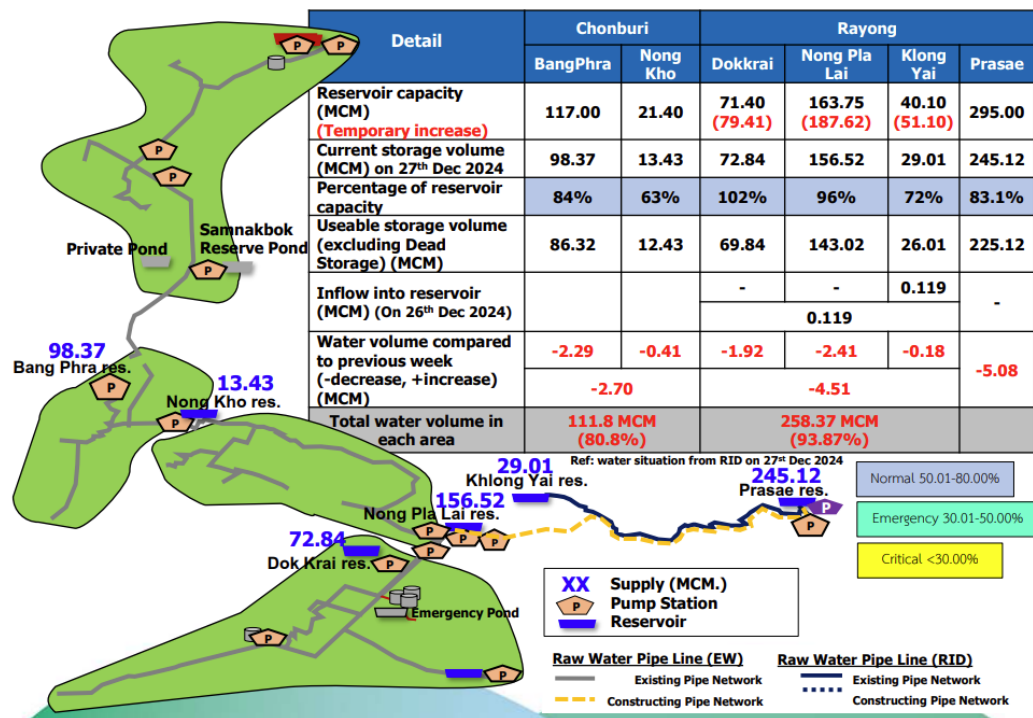 Detail
Chonburi
Rayong
BangPhra
Nong
Kho
Dokkrai
Nong Pla
Lai
Klong
Yai
Prasae
Reservoir capacity
(MCM)
(Temporary increase)
117.00
21.40
71.40
(79.41)
163.75
(187.62)
40.10
(51.10)
295.00
Current storage volume
(MCM) on 27th Dec 2024
98.37
13.43
72.84
156.52
29.01
245.12
Percentage of reservoir
capacity
84%
63%
102%
96%
72%
83.1%
Useable storage volume
(excluding Dead
Storage) (MCM)
86.32
12.43
69.84
143.02
26.01
225.12
Inflow into reservoir
(MCM) (On 26th Dec 2024)
-
-
0.119
-
0.119
Water volume compared
to previous week
(-decrease, +increase)
(MCM)
-2.29
-0.41
-1.92
-2.41
-0.18
-5.08
-2.70
-4.51
Total water volume in
each area
111.8 MCM
(80.8%)
258.37 MCM
(93.87%)
Ref: water situation from RID on 27st Dec 2024
P
P
P
P
Private Pond
Samnakbok
Reserve Pond
P
98.37
Bang Phra res.
P
13.43
Nong Kho res.
P
29.01
Khlong Yai res.
245.12
Prasae res.
P
P
156.52
Nong Pla Lai res.
P
P
P
P
72.84
Dok Krai res.
P
Emergency Pond
P
P
Normal 50.01-80.00%
Emergency 30.01-50.00%
Critical <30.00%
XX Supply (MCM.)
P Pump Station
Reservoir
Raw Water Pipe Line (EW)
Existing Pipe Network
Constructing Pipe Network
Raw Water Pipe Line (RID)
Existing Pipe Network
Constructing Pipe Network